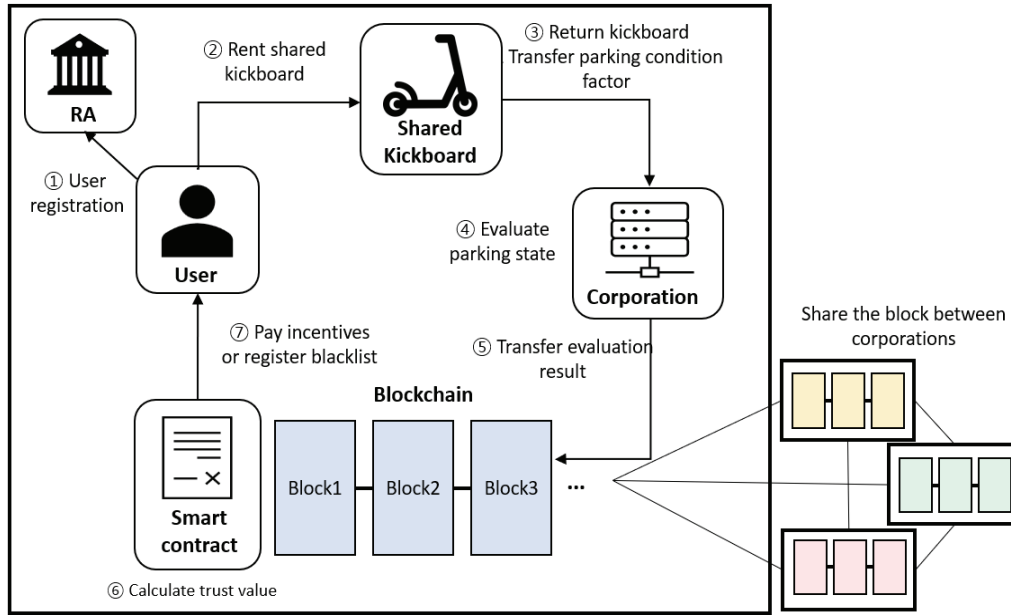 RA
① User
registration
② Rent shared
kickboard
Shared
Kickboard
③ Return kickboard
Transfer parking condition
factor
User
④ Evaluate
parking state
Corporation
⑤ Transfer evaluation
result
⑦ Pay incentives
or register blacklist
Share the block between
corporations
Blockchain
Block1
Block2
Block3
...
Smart
contract
⑥ Calculate trust value